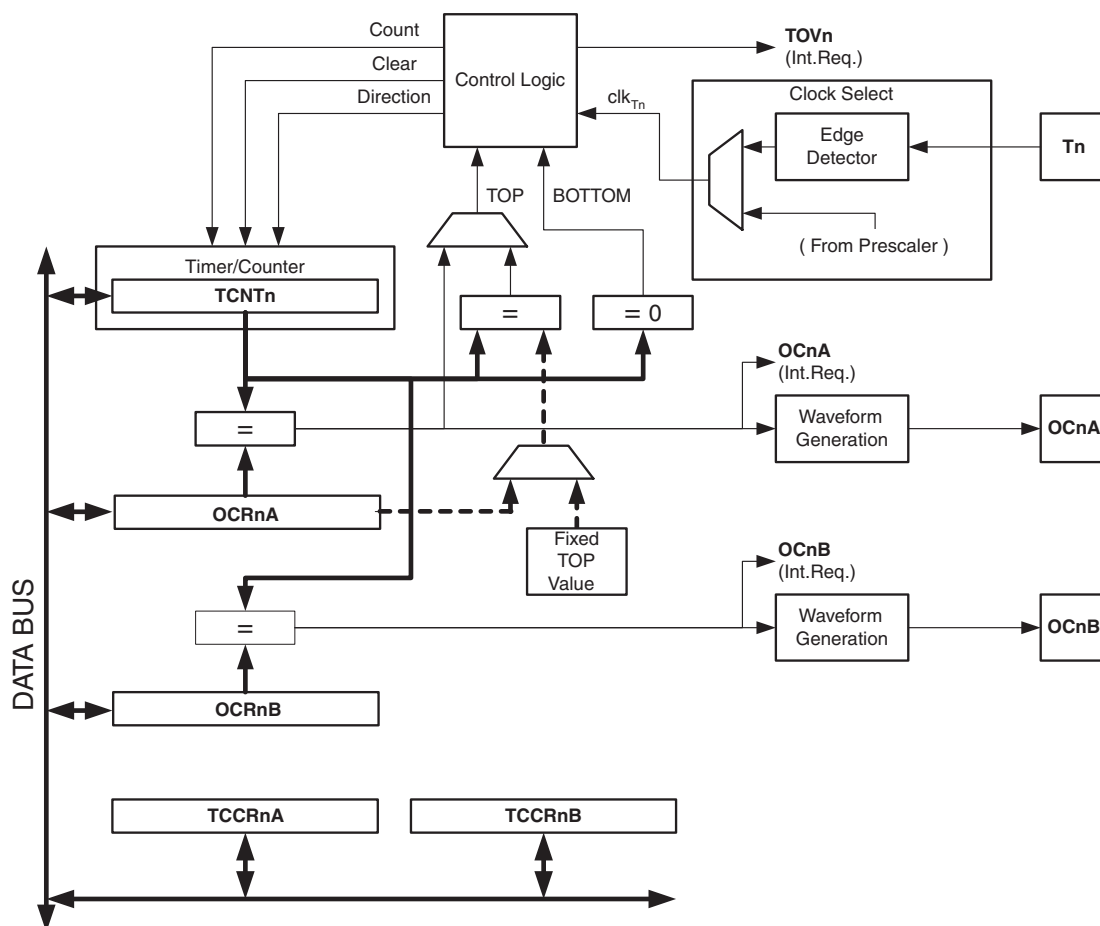 Count
Clear
Direction
Control Logic
TOVn
(Int.Req.)
clkTn
Clock Select
Edge
Detector
Tn
( From Prescaler )
TOP
BOTTOM
Timer/Counter
TCNTn
=
= 0
OCnA
(Int.Req.)
=
Waveform
Generation
OCnA
OCRnA
Fixed
TOP
Value
OCnB
(Int.Req.)
=
Waveform
Generation
OCnB
OCRnB
DATA BUS
TCCRnA
TCCRnB